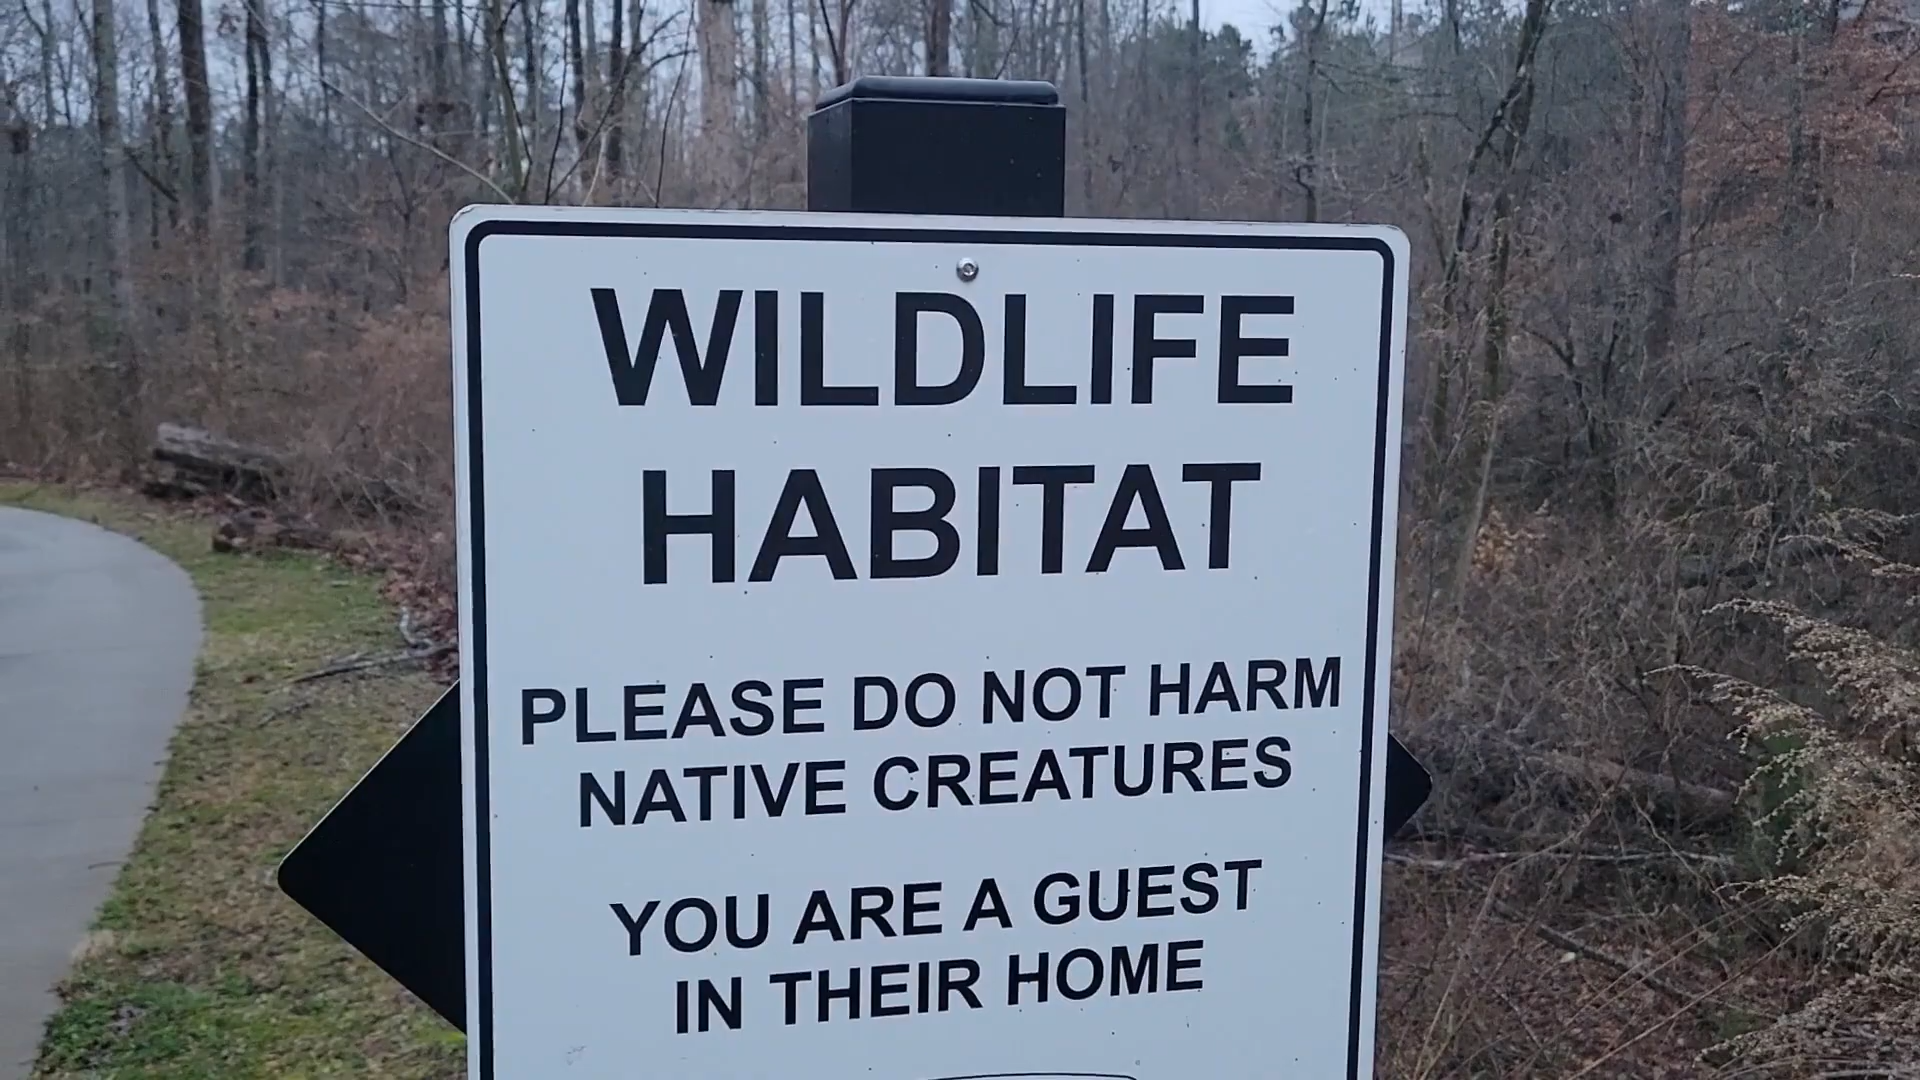 WILDLIFE
HABITAT
PLEASE DO NOT HARM
NATIVE CREATURES
YOU ARE A GUEST
IN THEIR HOME